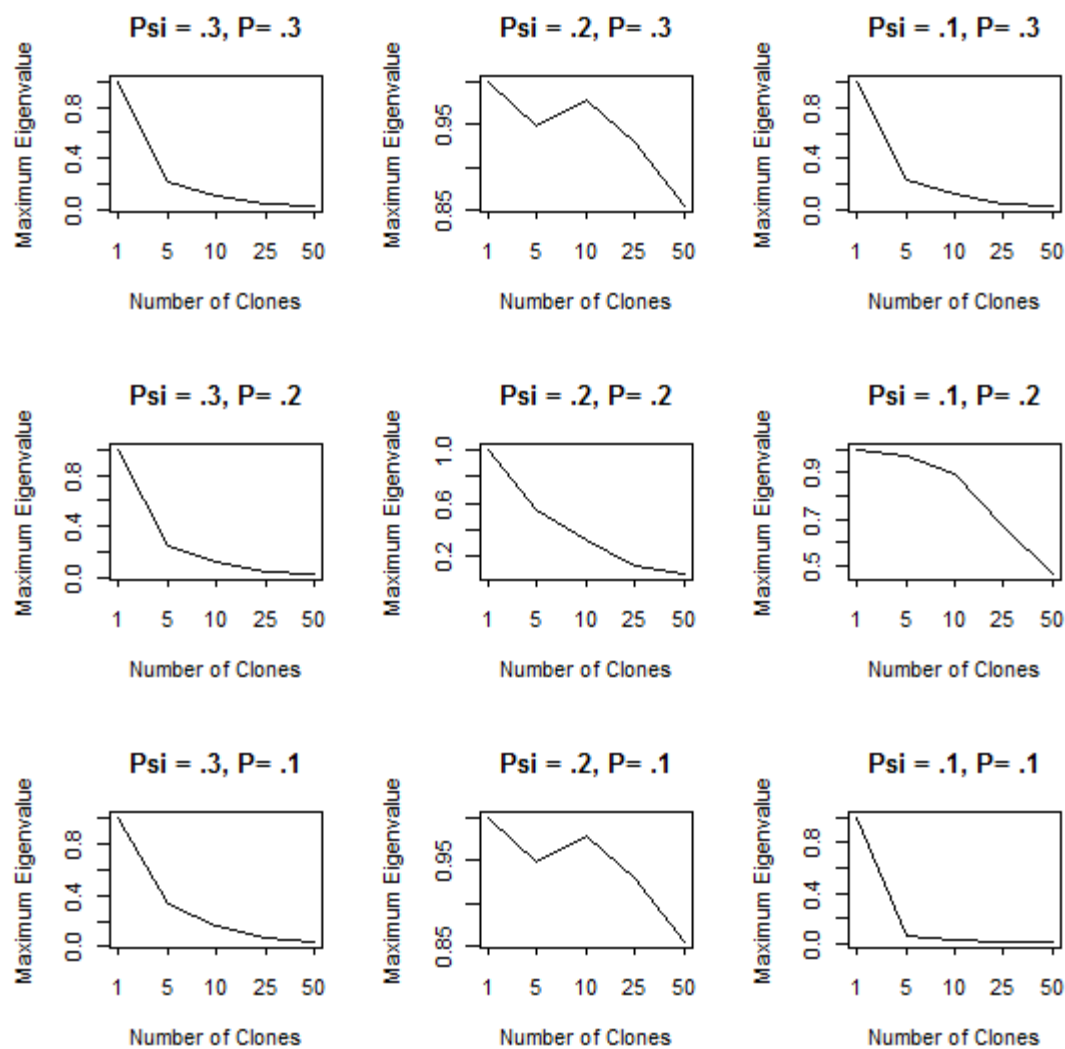 Psi = .3, P= .3
Maximum Eigenvalue
0.0 0.4 0.8
1 5 10 25 50
Number of Clones
Psi = .2, P= .3
Maximum Eigenvalue
0.85 0.95
1 5 10 25 50
Number of Clones
Psi = .1, P= .3
Maximum Eigenvalue
0.0 0.4 0.8
1 5 10 25 50
Number of Clones
Psi = .3, P= .2
Maximum Eigenvalue
0.0 0.4 0.8
1 5 10 25 50
Number of Clones
Psi = .2, P= .2
Maximum Eigenvalue
0.2 0.6 1.0
1 5 10 25 50
Number of Clones
Psi = .1, P= .2
Maximum Eigenvalue
0.5 0.7 0.9
1 5 10 25 50
Number of Clones
Psi = .3, P= .1
Maximum Eigenvalue
0.0 0.4 0.8
1 5 10 25 50
Number of Clones
Psi = .2, P= .1
Maximum Eigenvalue
0.85 0.95
1 5 10 25 50
Number of Clones
Psi = .1, P= .1
Maximum Eigenvalue
0.0 0.4 0.8
1 5 10 25 50
Number of Clones